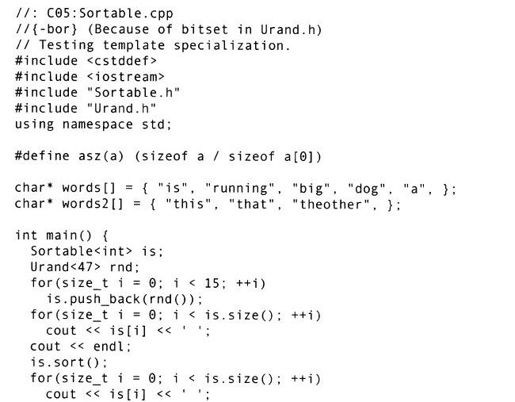 //: C05:Sortable.cpp
//{-bor} (Because of bitset in Urand.h)
// Testing template specialization.
#include <cstddef>
#include <iostream>
#include "Sortable.h"
#include "Urand.h"
using namespace std;

#define asz(a) (sizeof a / sizeof a[0])

char* words[] = { "is", "running", "big", "dog", "a", };
char* words2[] = { "this", "that", "theother", };

int main() {
  Sortable<int> is;
  Urand<47> rnd;
  for(size_t i = 0; i < 15; ++i)
    is.push_back(rnd());
  for(size_t i = 0; i < is.size(); ++i)
    cout << is[i] << ' ';
  cout << endl;
  is.sort();
  for(size_t i = 0; i < is.size(); ++i)
    cout << is[i] << ' ';